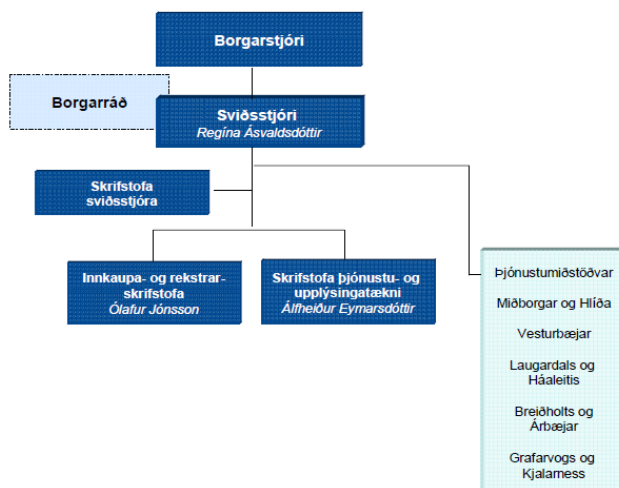 Borgarstjóri
Borgarráð
Sviðsstjóri
Regína Ásvaldsdóttir
Skrifstofa
sviðsstjóra
Innkaupa- og rekstrar-
skrifstofa
Ólafur Jónsson
Skrifstofa þjónustu- og
upplýsingatækni
Álfheiður Eymarsdóttir
Þjónustumiðstöðvar
Miðborgar og Hlíða
Vesturbæjar
Laugardals og
Háaleitis
Breiðholts og
Árbæjar
Grafarvogs og
Kjalarness